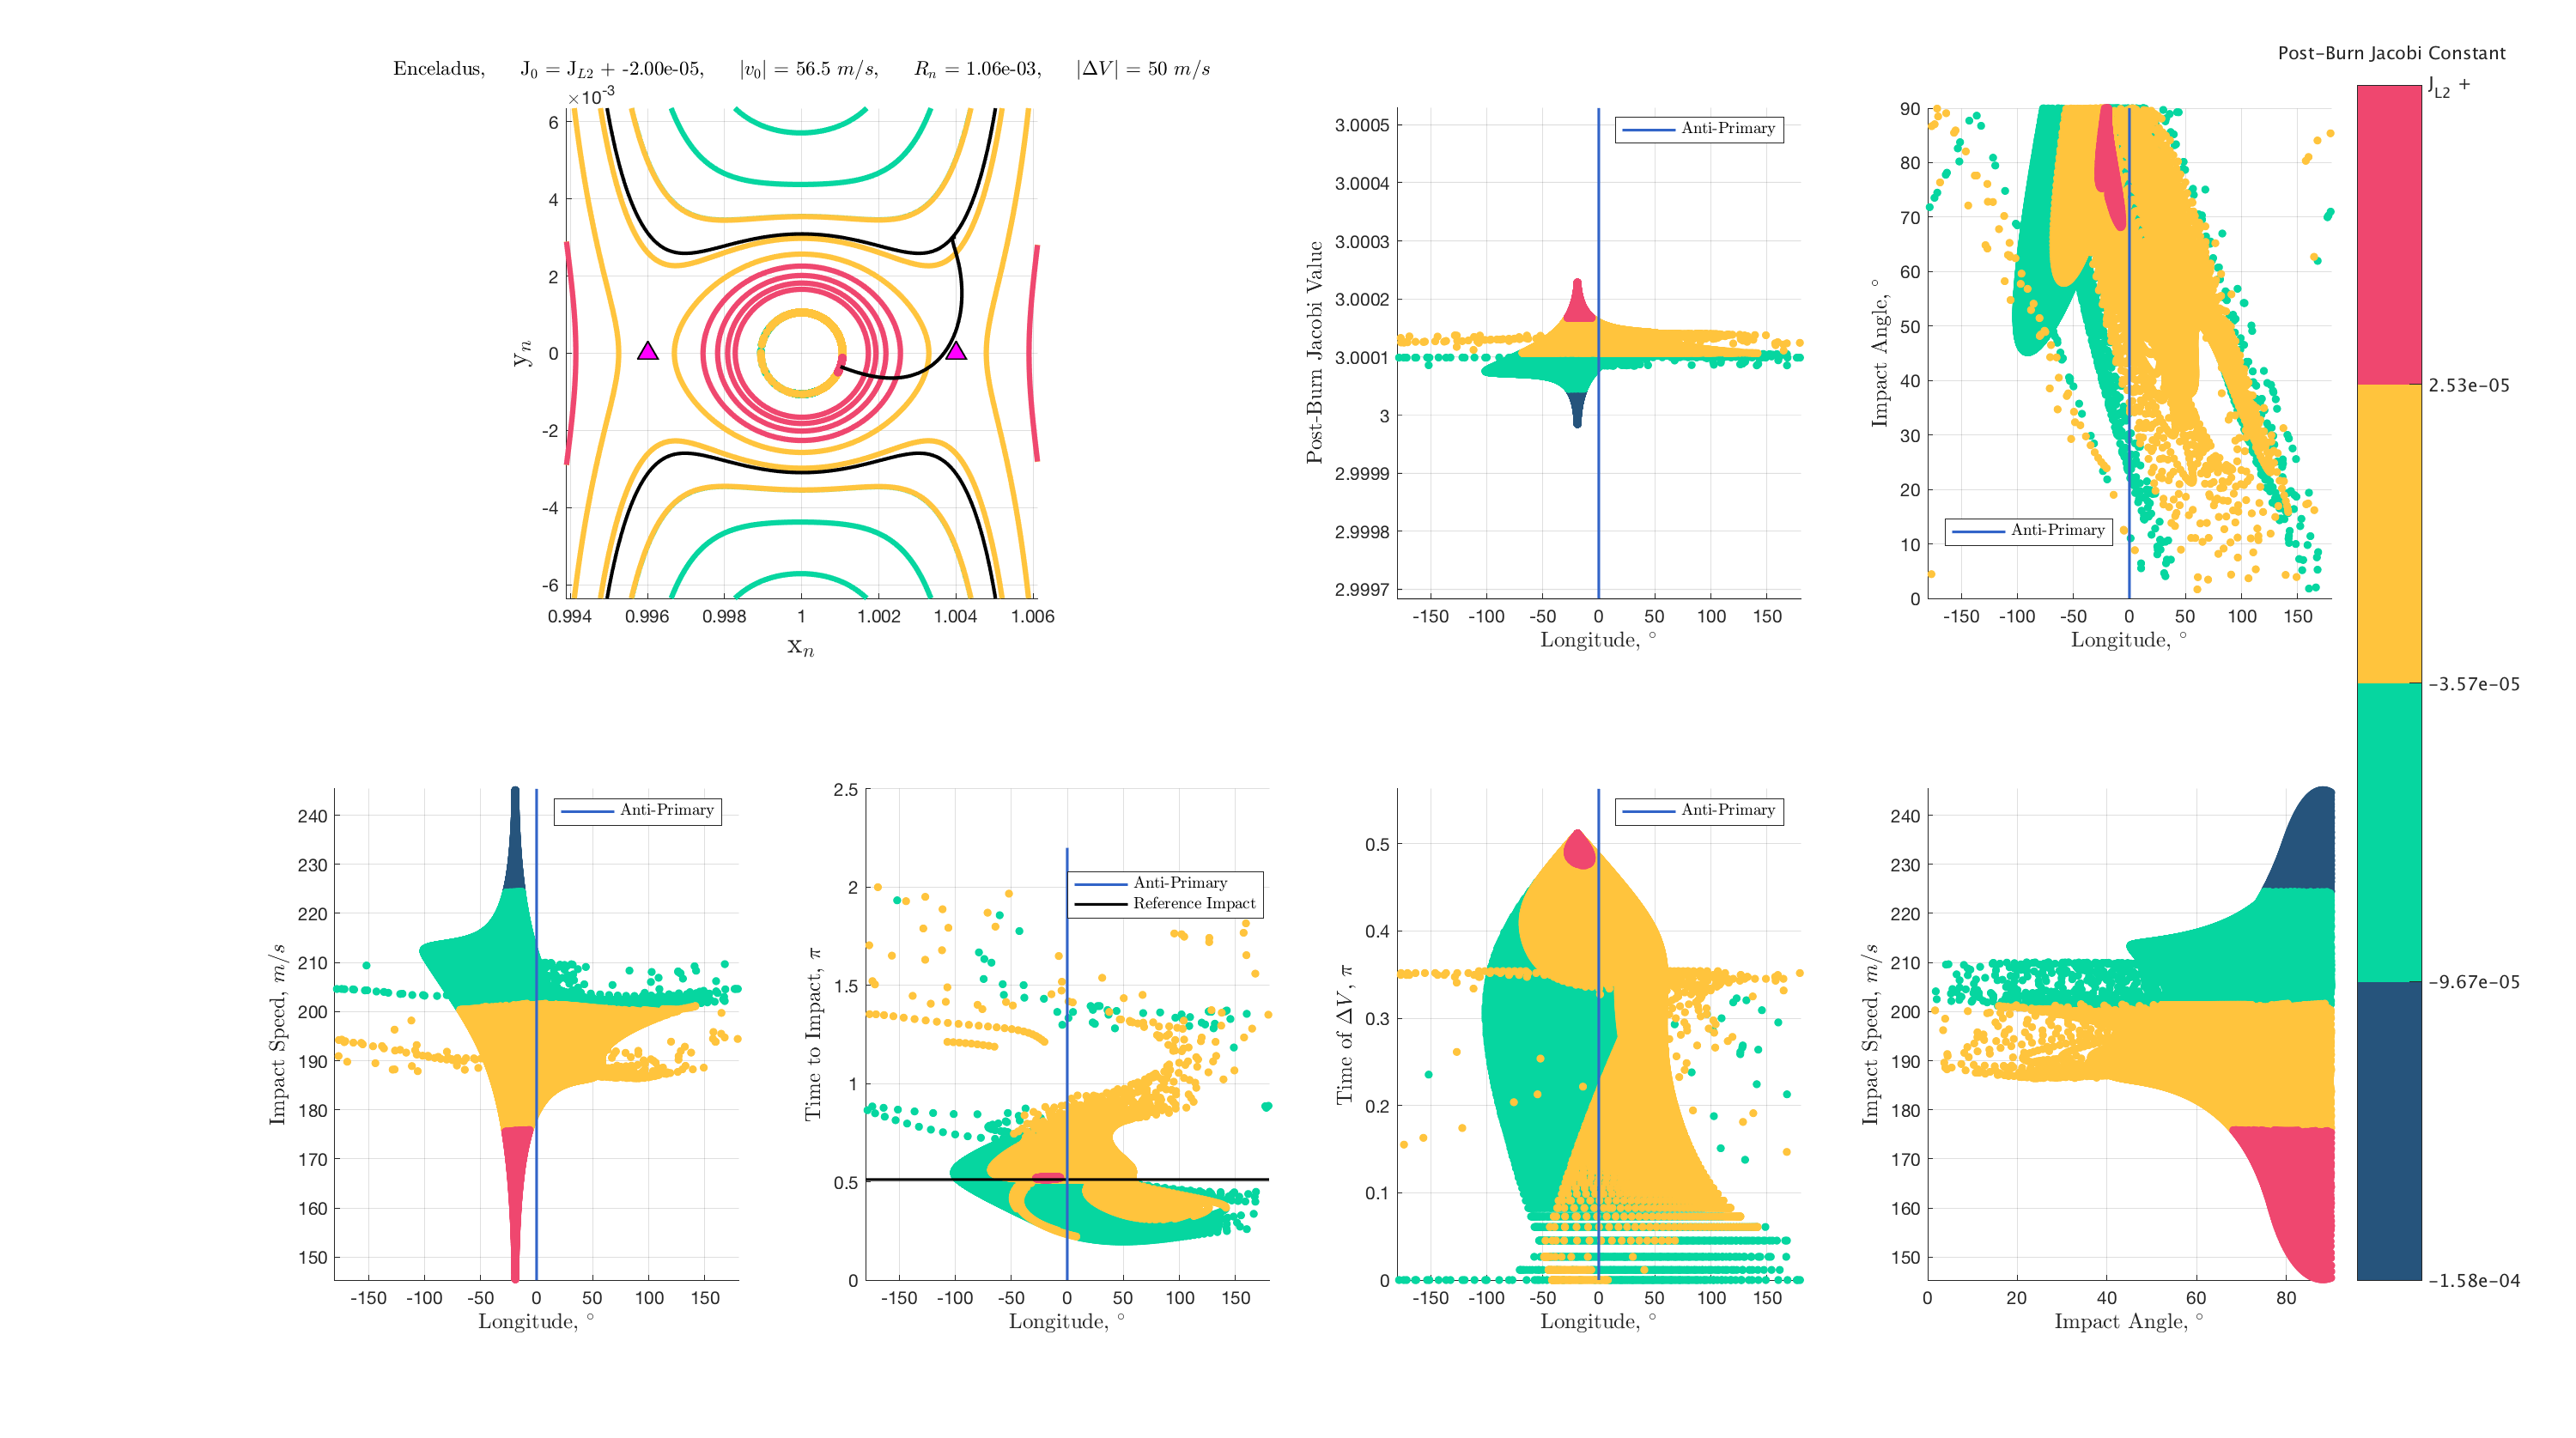 Post-Burn Jacobi Constant
Enceladus, J0 = JL2 + -2.00e-05, |v0| = 56.5 m/s, Rn = 1.06e-03, |ΔV| = 50 m/s
×10-3
6
4
2
0
-2
-4
-6
yn
0.994 0.996 0.998 1 1.002 1.004 1.006
xn
Anti-Primary
3.0005
3.0004
3.0003
3.0002
3.0001
3
2.9999
2.9998
2.9997
Post-Burn Jacobi Value
-150 -100 -50 0 50 100 150
Longitude, °
90
80
70
60
50
40
30
20
10
0
Impact Angle, °
Anti-Primary
-150 -100 -50 0 50 100 150
Longitude, °
JL2 +
2.53e-05
-3.57e-05
-9.67e-05
-1.58e-04
Anti-Primary
240
230
220
210
200
190
180
170
160
150
Impact Speed, m/s
-150 -100 -50 0 50 100 150
Longitude, °
2.5
2
1.5
1
0.5
0
Time to Impact, π
Anti-Primary
Reference Impact
-150 -100 -50 0 50 100 150
Longitude, °
Anti-Primary
0.5
0.4
0.3
0.2
0.1
0
Time of ΔV, π
-150 -100 -50 0 50 100 150
Longitude, °
240
230
220
210
200
190
180
170
160
150
Impact Speed, m/s
0 20 40 60 80
Impact Angle, °